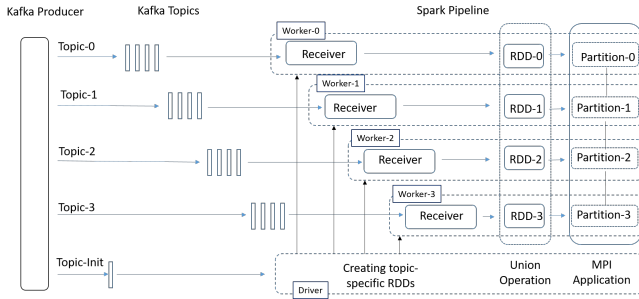 Kafka Producer
Kafka Topics
Spark Pipeline
Topic-0
Worker-0
Receiver
RDD-0
Partition-0
Topic-1
Worker-1
Receiver
RDD-1
Partition-1
Topic-2
Worker-2
Receiver
RDD-2
Partition-2
Topic-3
Worker-3
Receiver
RDD-3
Partition-3
Topic-Init
Creating topic-
specific RDDs
Driver
Union
Operation
MPI
Application